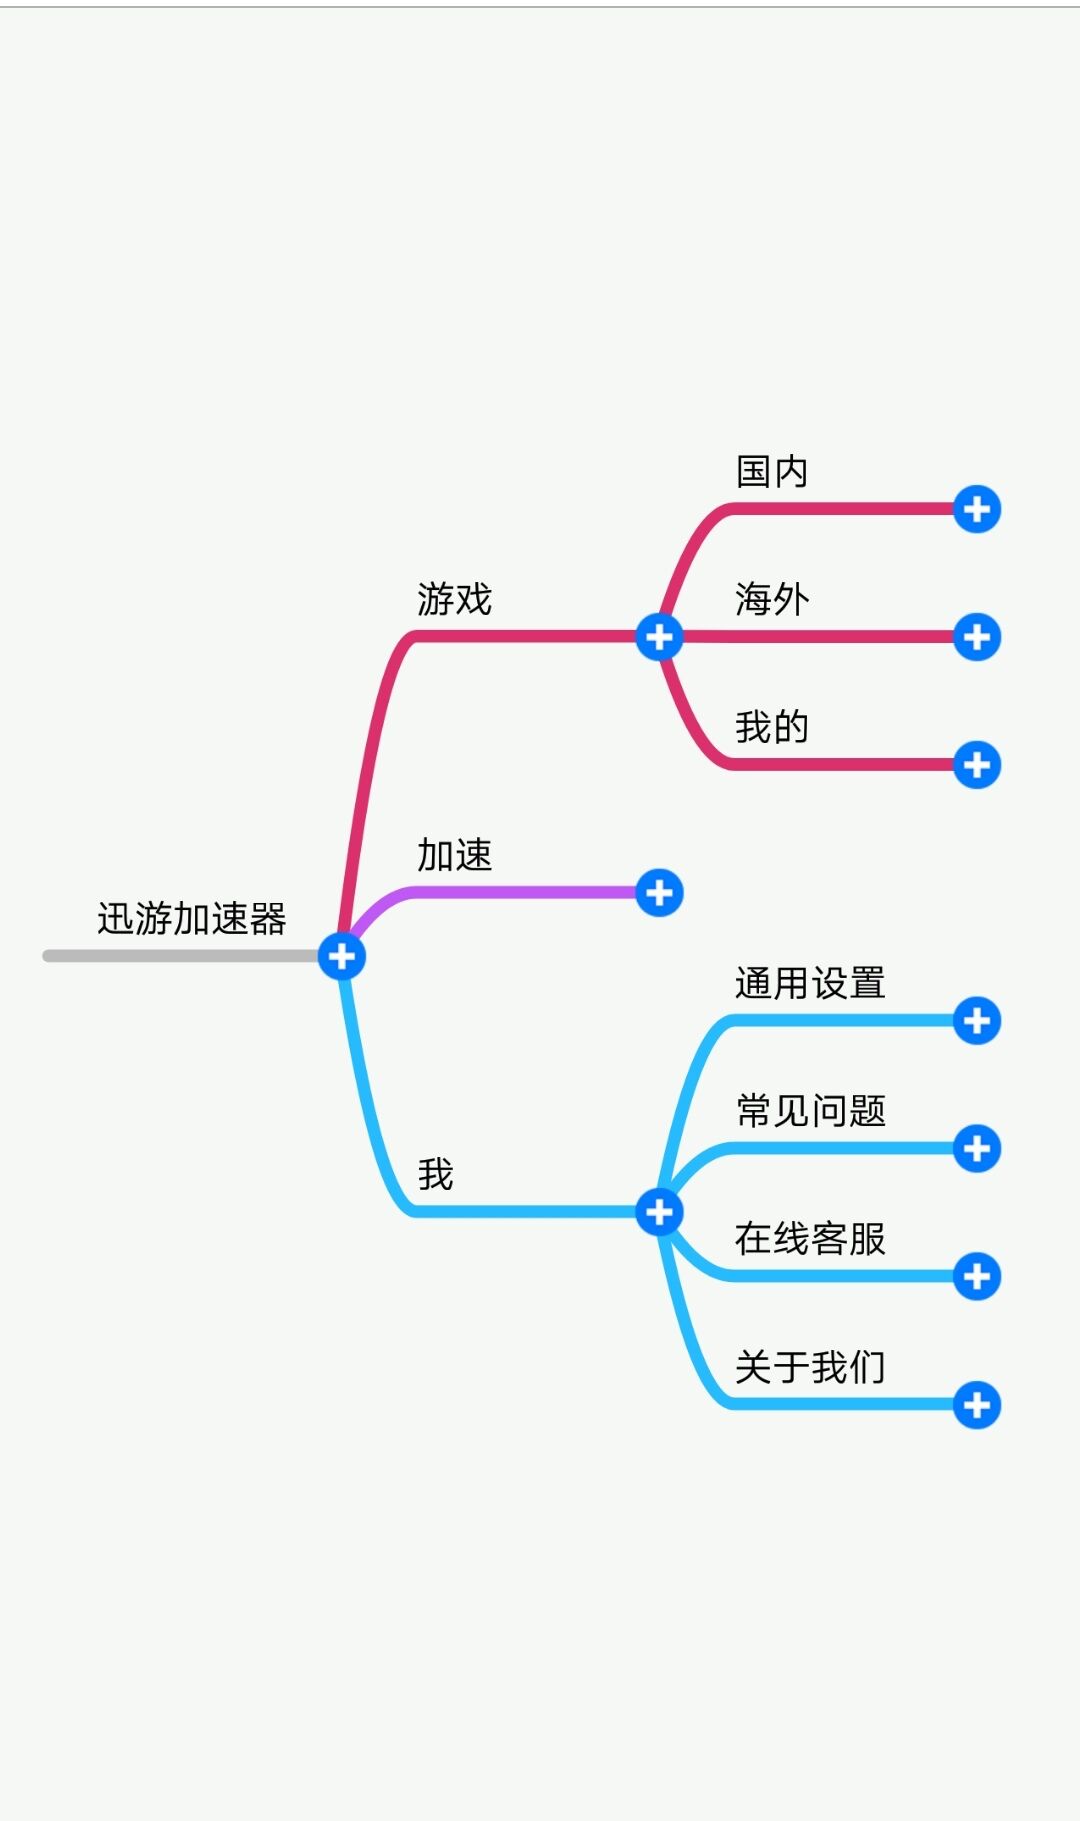 迅游加速器
游戏
国内
海外
我的
加速
我
通用设置
常见问题
在线客服
关于我们